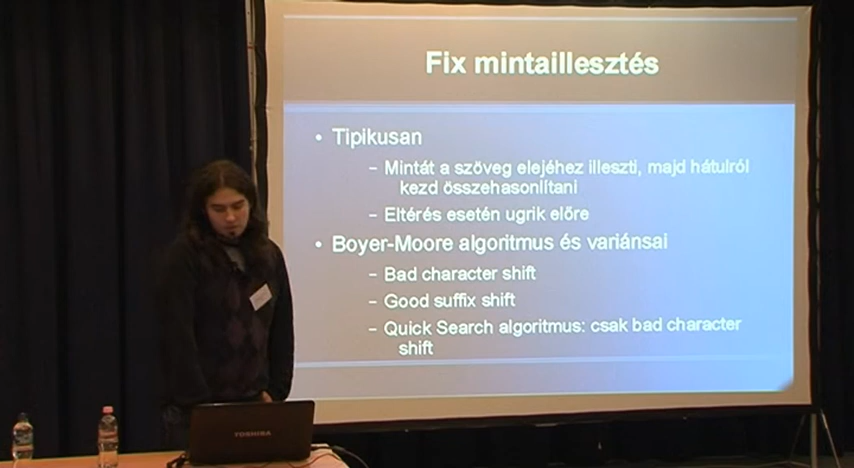 Fix mintaillesztés
• Tipikusan
– Mintát a szöveg elejéhez illeszti, majd hátulról
kezd összehasonlítani
– Eltérés esetén ugrik előre
• Boyer-Moore algoritmus és variánsai
– Bad character shift
– Good suffix shift
– Quick Search algoritmus: csak bad character
shift
TOSHIBA